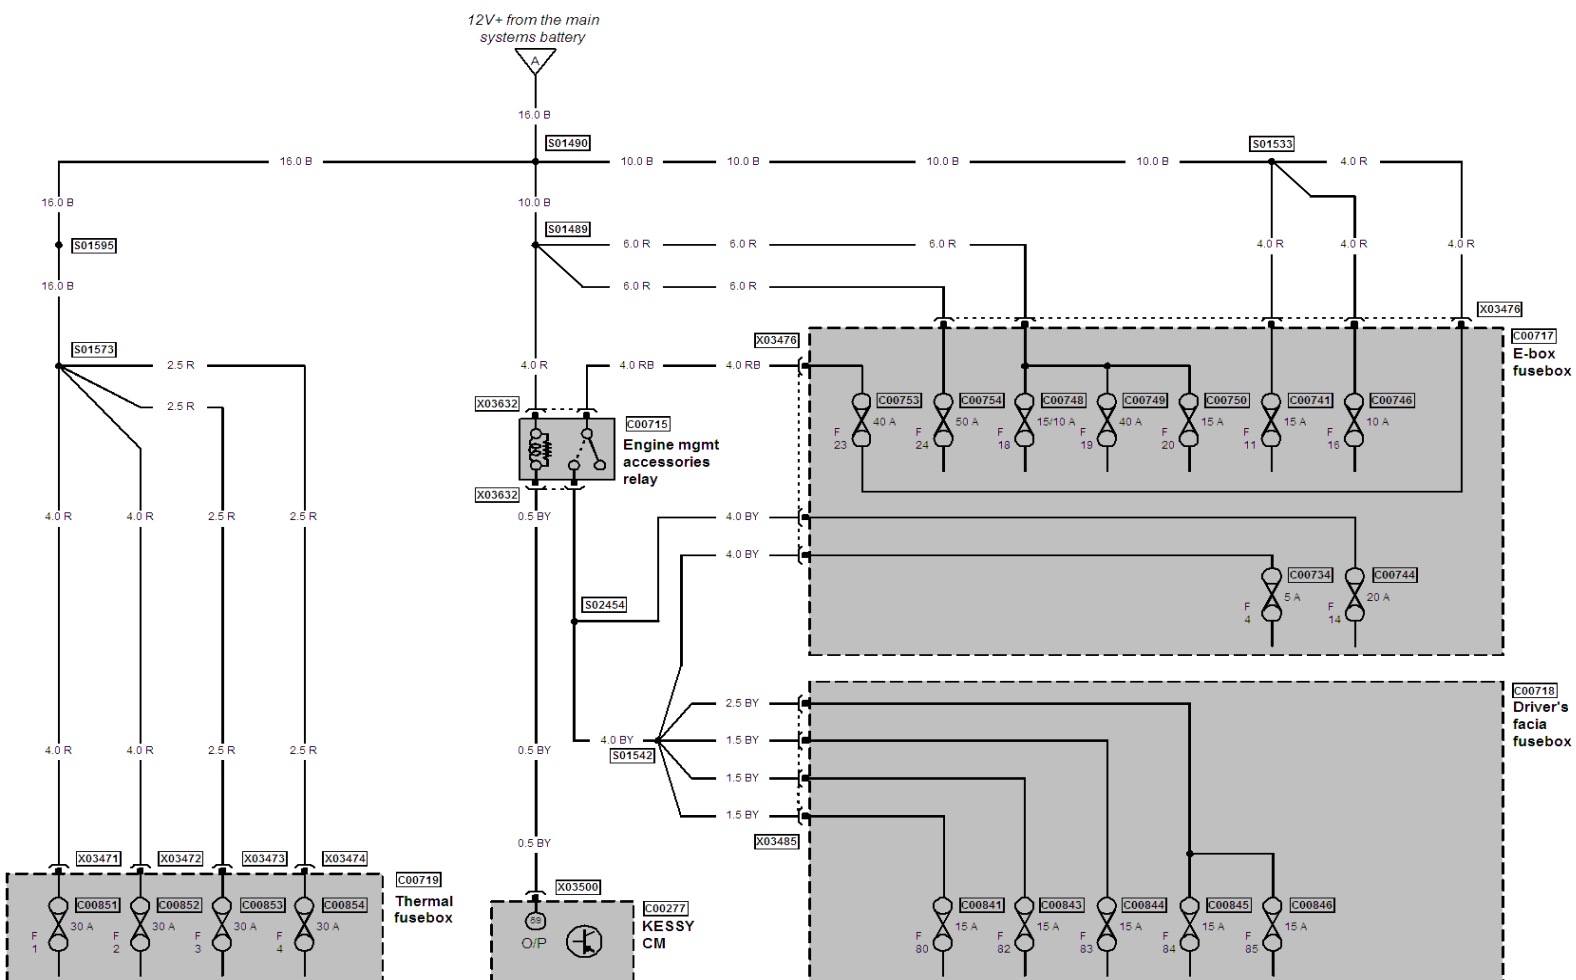 12V+ from the main
systems battery
A
16.0 B
S01490
S01533
16.0 B
10.0 B
10.0 B
10.0 B
10.0 B
4.0 R
16.0 B
10.0 B
S01489
S01595
6.0 R
6.0 R
6.0 R
4.0 R
4.0 R
4.0 R
16.0 B
6.0 R
6.0 R
X03476
S01573
X03476
C00717
E-box
fusebox
2.5 R
4.0 R
4.0 RB
4.0 RB
2.5 R
X03632
C00753
C00754
C00748
C00749
C00750
C00741
C00746
40 A
50 A
15/10 A
40 A
15 A
15 A
10 A
F
23
F
24
F
18
F
19
F
20
F
11
F
16
C00715
Engine mgmt
accessories
relay
X03632
4.0 R
4.0 R
2.5 R
2.5 R
0.5 BY
4.0 BY
4.0 BY
C00734
C00744
5 A
20 A
F
4
F
14
S02454
C00718
Driver's
facia
fusebox
2.5 BY
4.0 R
4.0 R
2.5 R
2.5 R
0.5 BY
4.0 BY
1.5 BY
S01542
1.5 BY
1.5 BY
X03485
0.5 BY
X03471
X03472
X03473
X03474
C00719
Thermal
fusebox
X03500
C00851
C00852
C00853
C00854
30 A
30 A
30 A
30 A
F
1
F
2
F
3
F
4
C00277
KESSY
CM
69
O/P
C00841
C00843
C00844
C00845
C00846
15 A
15 A
15 A
15 A
15 A
F
80
F
82
F
83
F
84
F
85